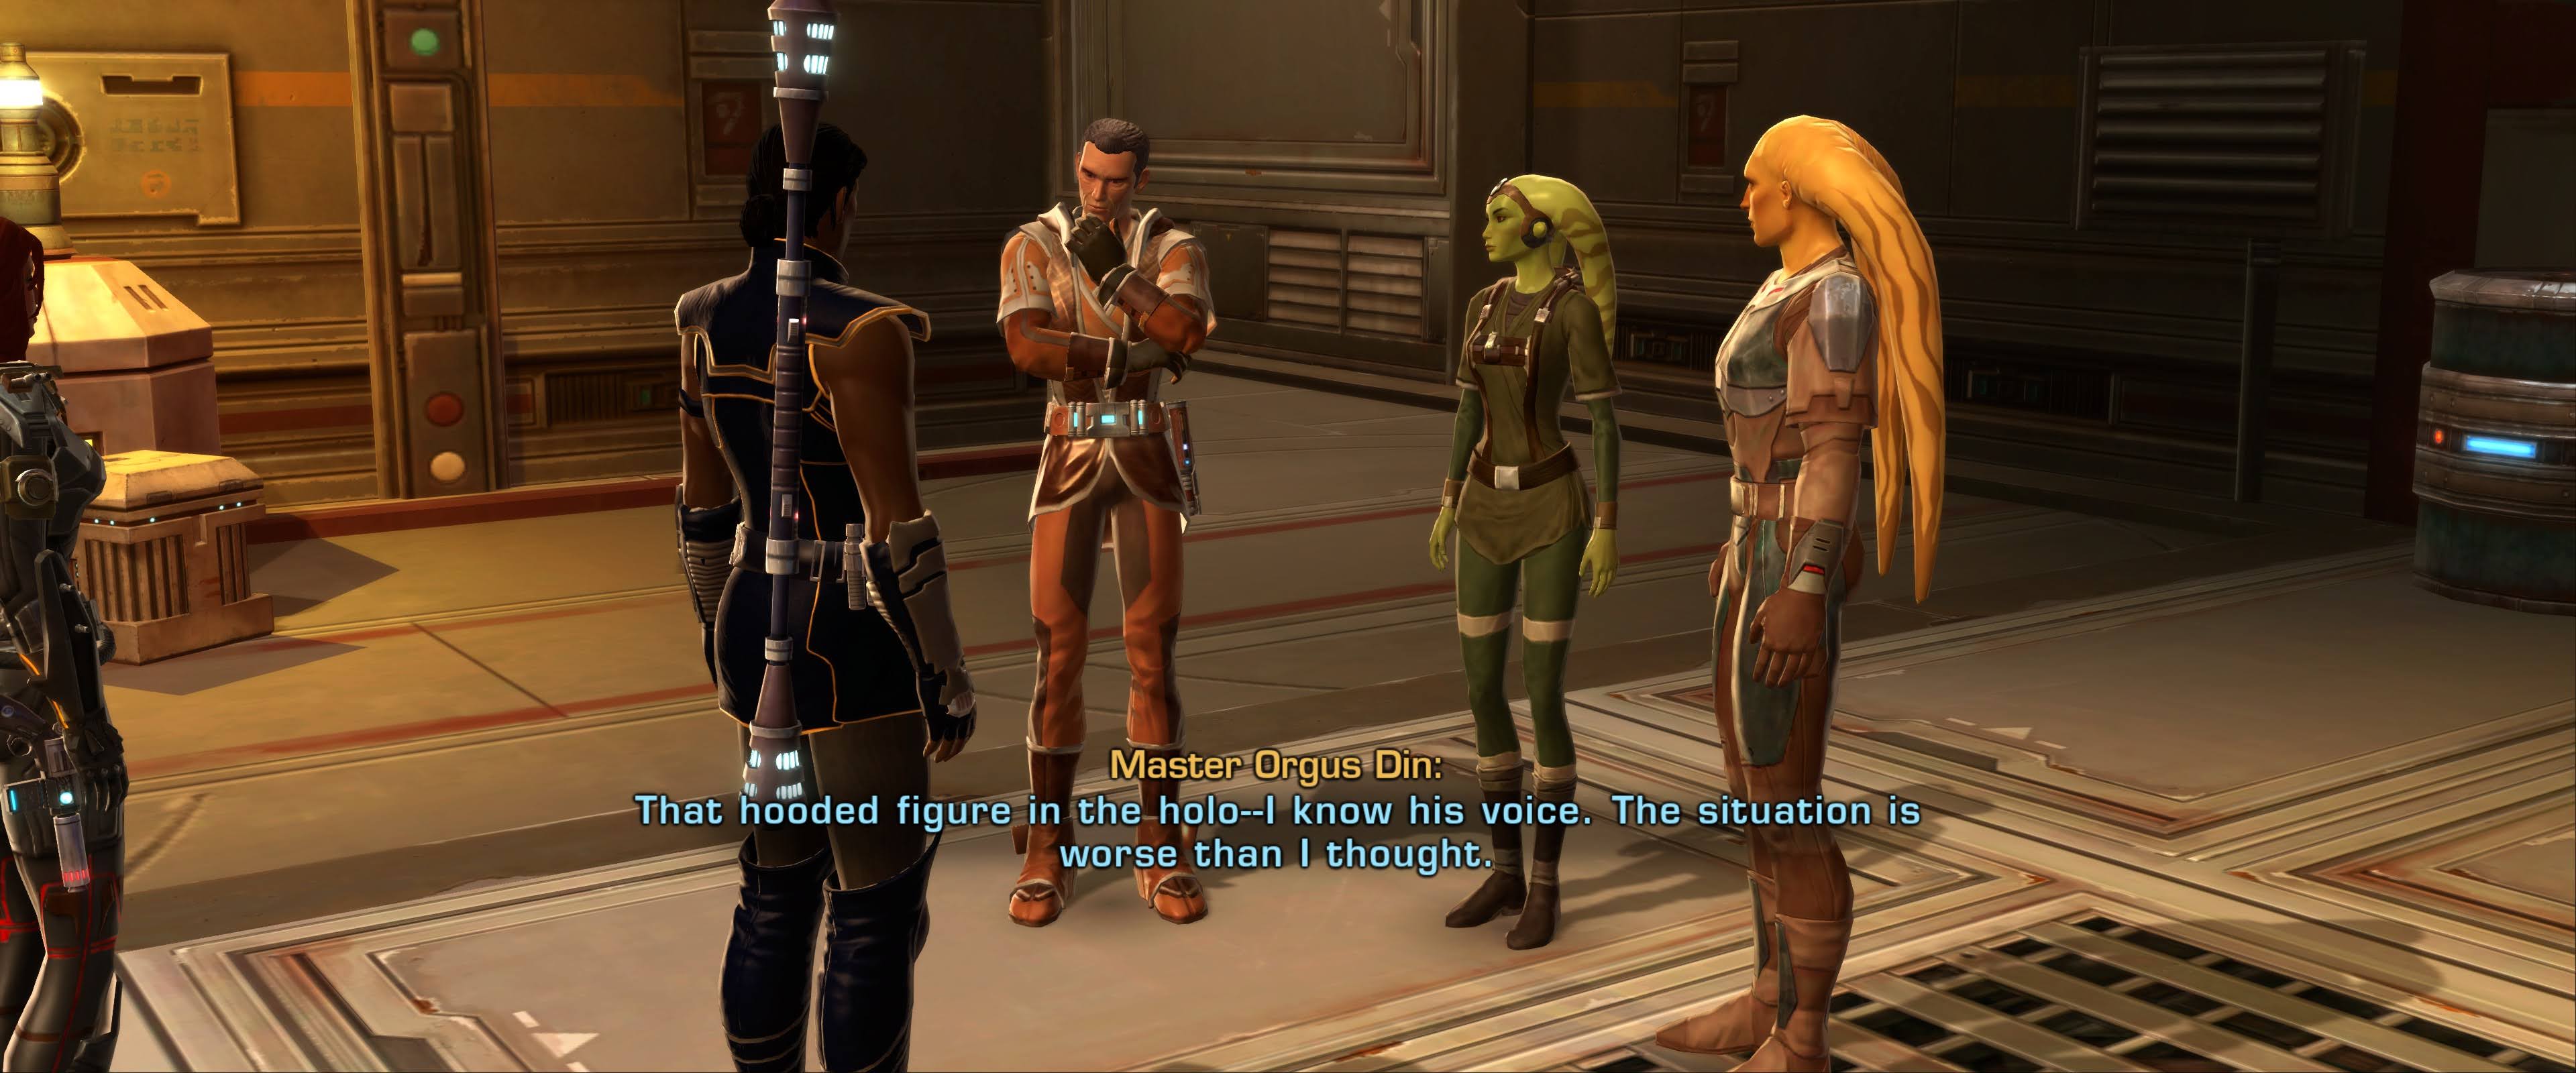 Master Orgus Din:
That hooded figure in the holo--I know his voice. The situation is
worse than I thought.